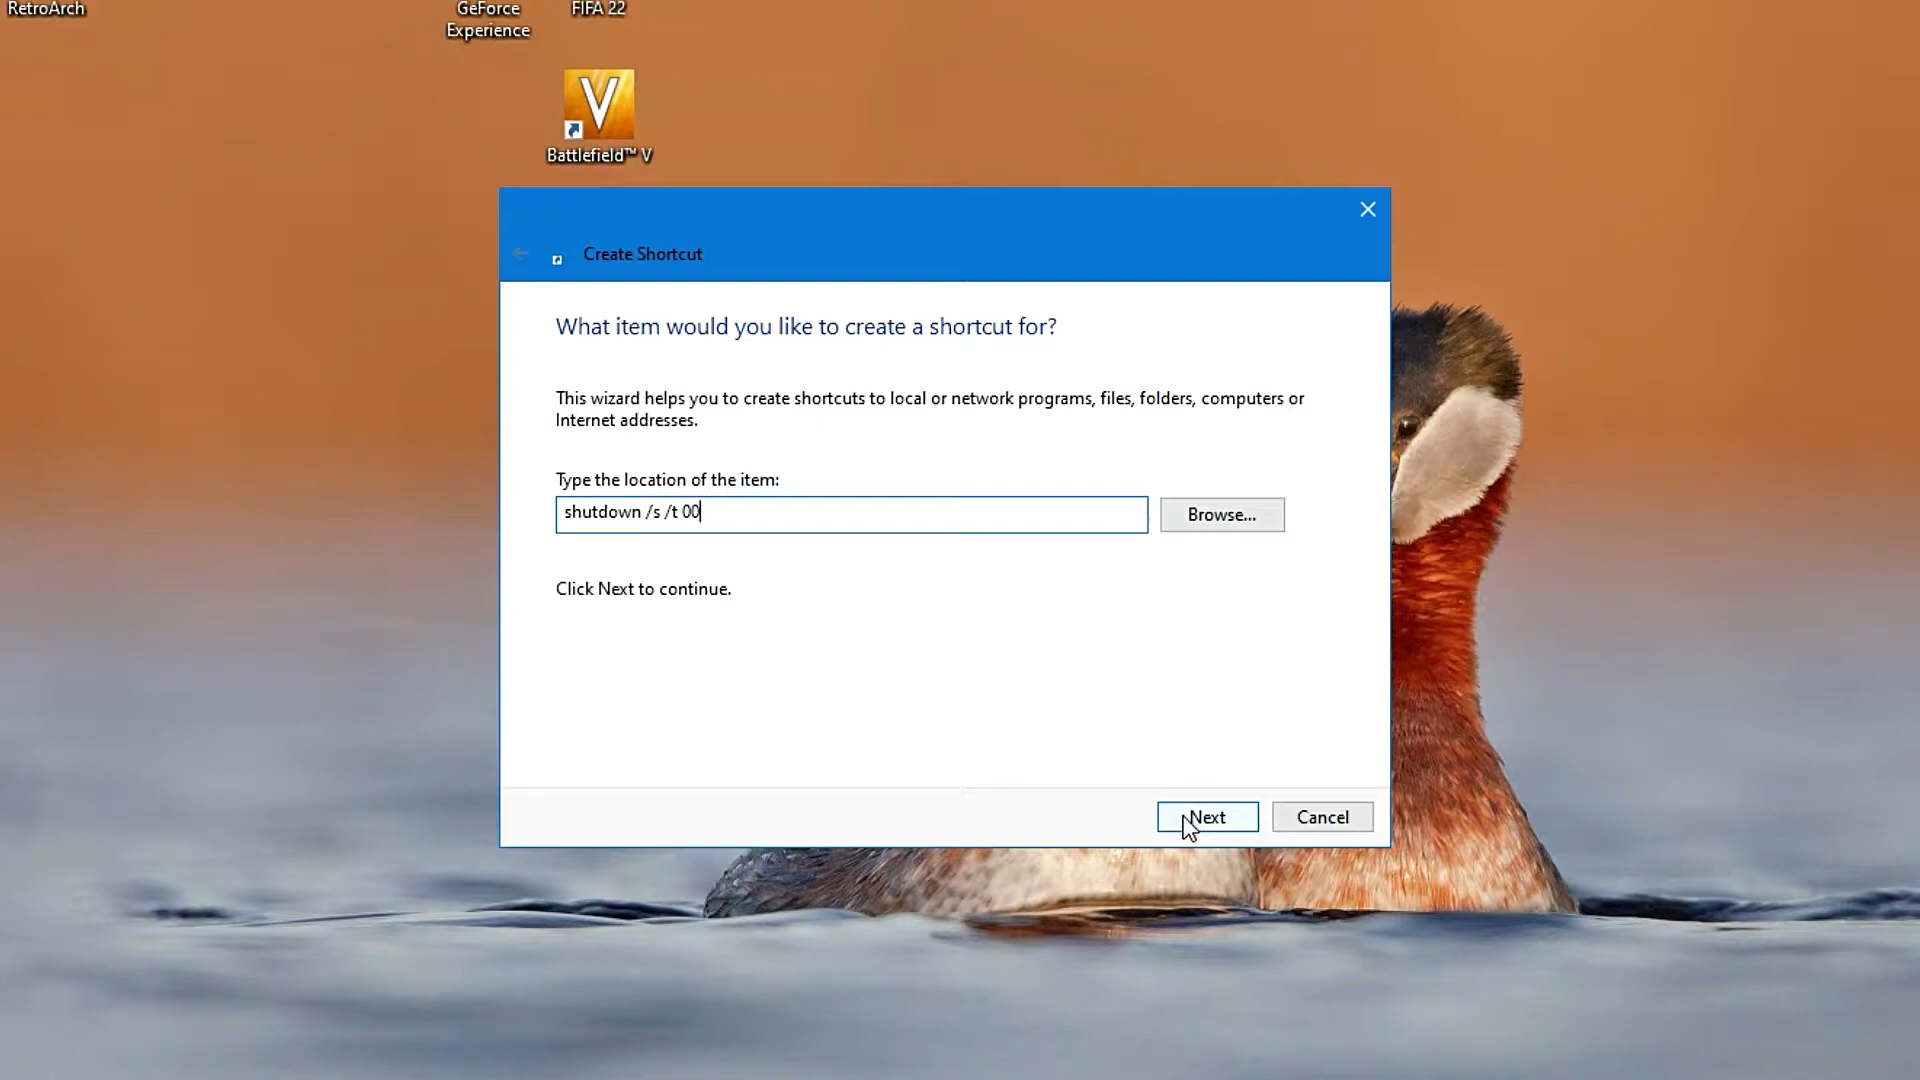 RetroArch
GeForce
Experience
FIFA 22
V
Battlefield™ V
Create Shortcut
What item would you like to create a shortcut for?
This wizard helps you to create shortcuts to local or network programs, files, folders, computers or
Internet addresses.
Type the location of the item:
shutdown /s /t 00
Browse...
Click Next to continue.
Next
Cancel